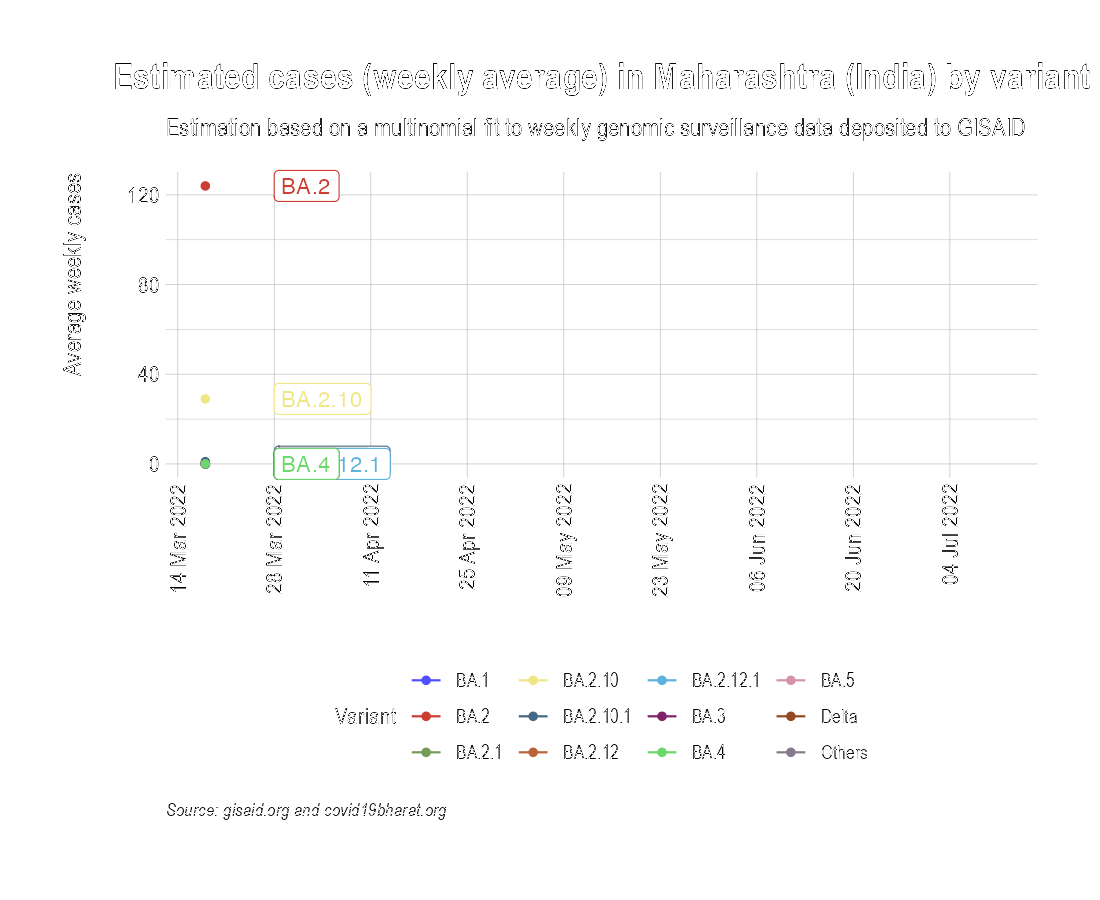 Estimated cases (weekly average) in Maharashtra (India) by variant
Estimation based on a multinomial fit to weekly genomic surveillance data deposited to GISAID
Average weekly cases
120
80
40
0
BA.2
BA.2.10
BA.4
12.1
14 Mar 2022
28 Mar 2022
11 Apr 2022
25 Apr 2022
09 May 2022
23 May 2022
06 Jun 2022
20 Jun 2022
04 Jul 2022
Variant
BA.1
BA.2
BA.2.1
BA.2.10
BA.2.10.1
BA.2.12
BA.2.12.1
BA.3
BA.4
BA.5
Delta
Others
Source: gisaid.org and covid19bharat.org